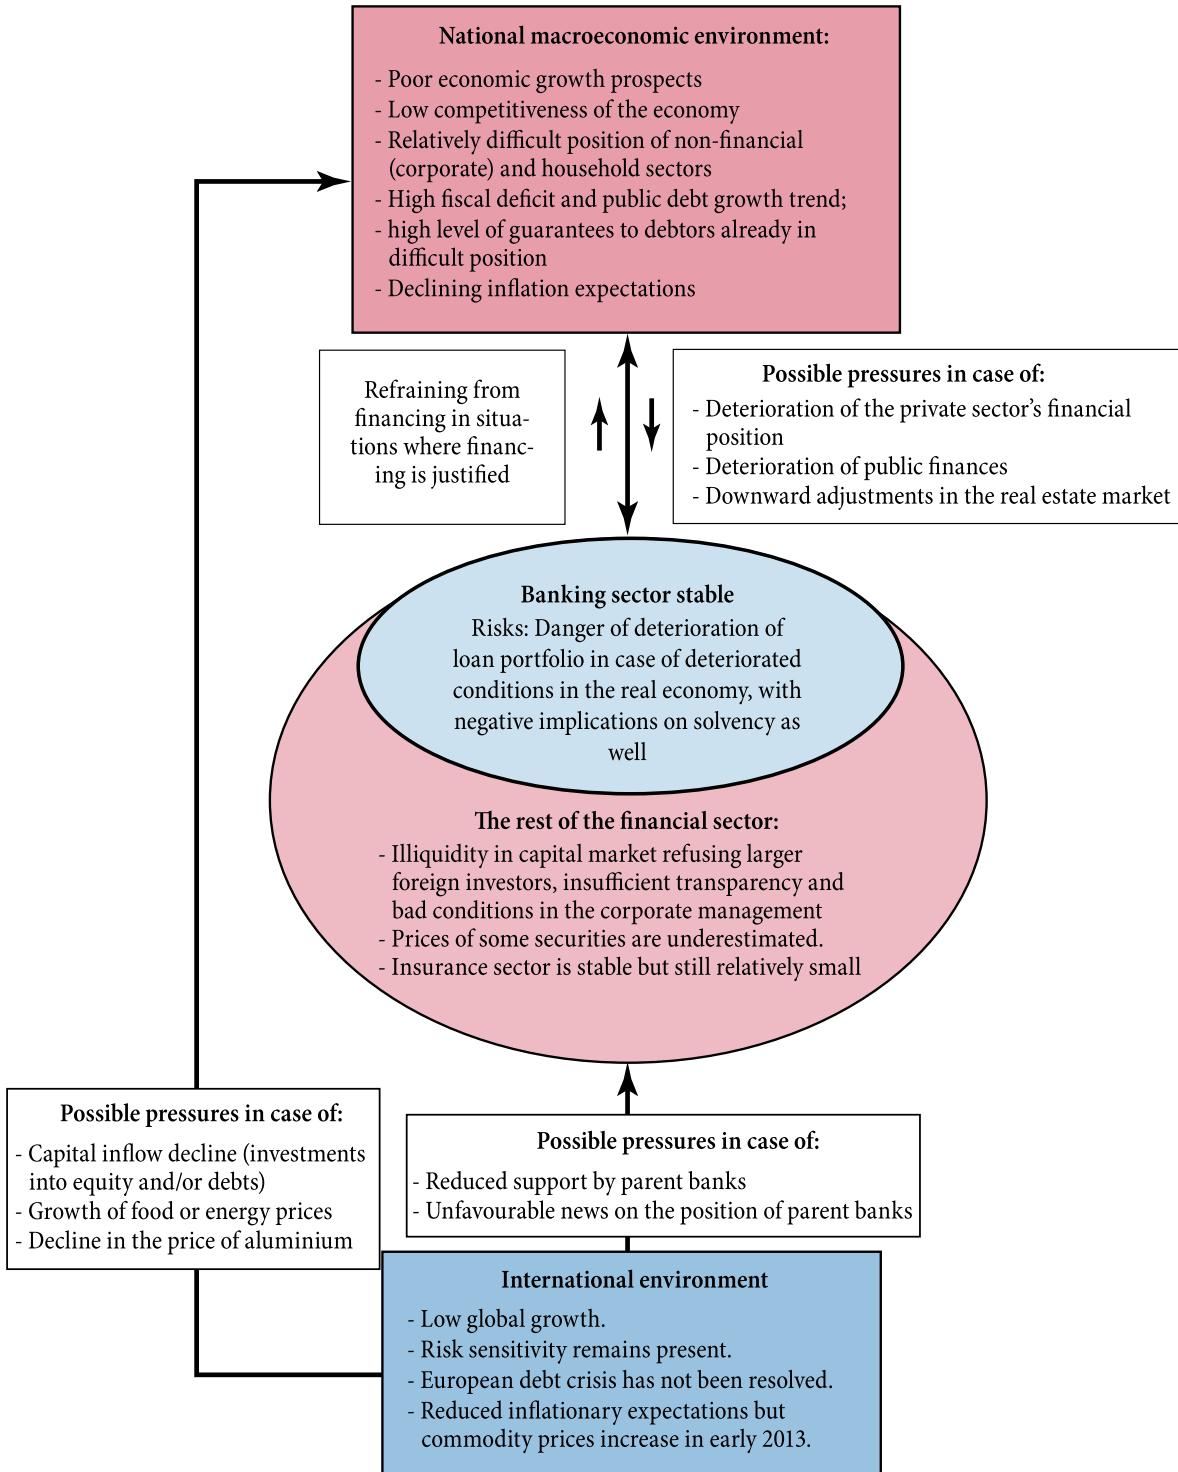 National macroeconomic environment:
- Poor economic growth prospects
- Low competitiveness of the economy
- Relatively difficult position of non-financial
(corporate) and household sectors
- High fiscal deficit and public debt growth trend;
- high level of guarantees to debtors already in
difficult position
- Declining inflation expectations
Refraining from
financing in situa-
tions where financ-
ing is justified
Possible pressures in case of:
- Deterioration of the private sector's financial
position
- Deterioration of public finances
- Downward adjustments in the real estate market
Banking sector stable
Risks: Danger of deterioration of
loan portfolio in case of deteriorated
conditions in the real economy, with
negative implications on solvency as
well
The rest of the financial sector:
- Illiquidity in capital market refusing larger
foreign investors, insufficient transparency and
bad conditions in the corporate management
- Prices of some securities are underestimated.
- Insurance sector is stable but still relatively small
Possible pressures in case of:
- Capital inflow decline (investments
into equity and/or debts)
- Growth of food or energy prices
- Decline in the price of aluminium
Possible pressures in case of:
- Reduced support by parent banks
- Unfavourable news on the position of parent banks
International environment
- Low global growth.
- Risk sensitivity remains present.
- European debt crisis has not been resolved.
- Reduced inflationary expectations but
commodity prices increase in early 2013.